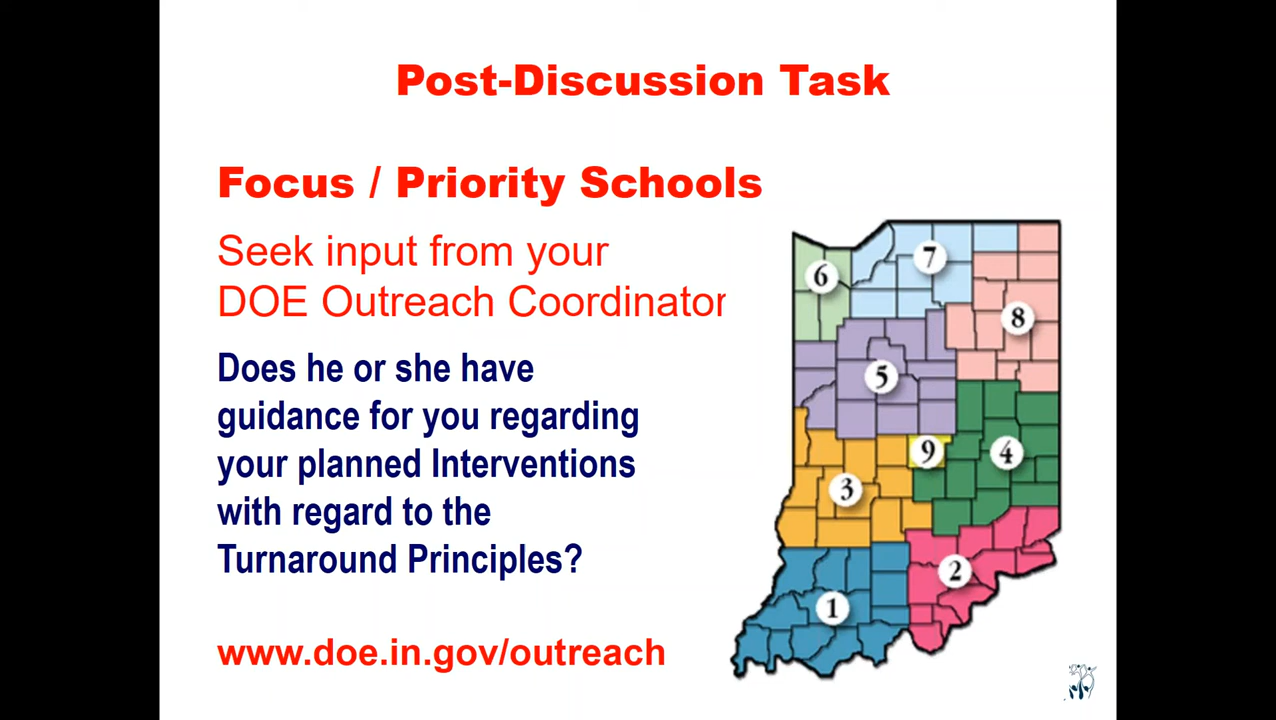 Post-Discussion Task
Focus / Priority Schools
Seek input from your
DOE Outreach Coordinator
Does he or she have
guidance for you regarding
your planned Interventions
with regard to the
Turnaround Principles?
www.doe.in.gov/outreach
7
6
8
5
9
4
3
2
1